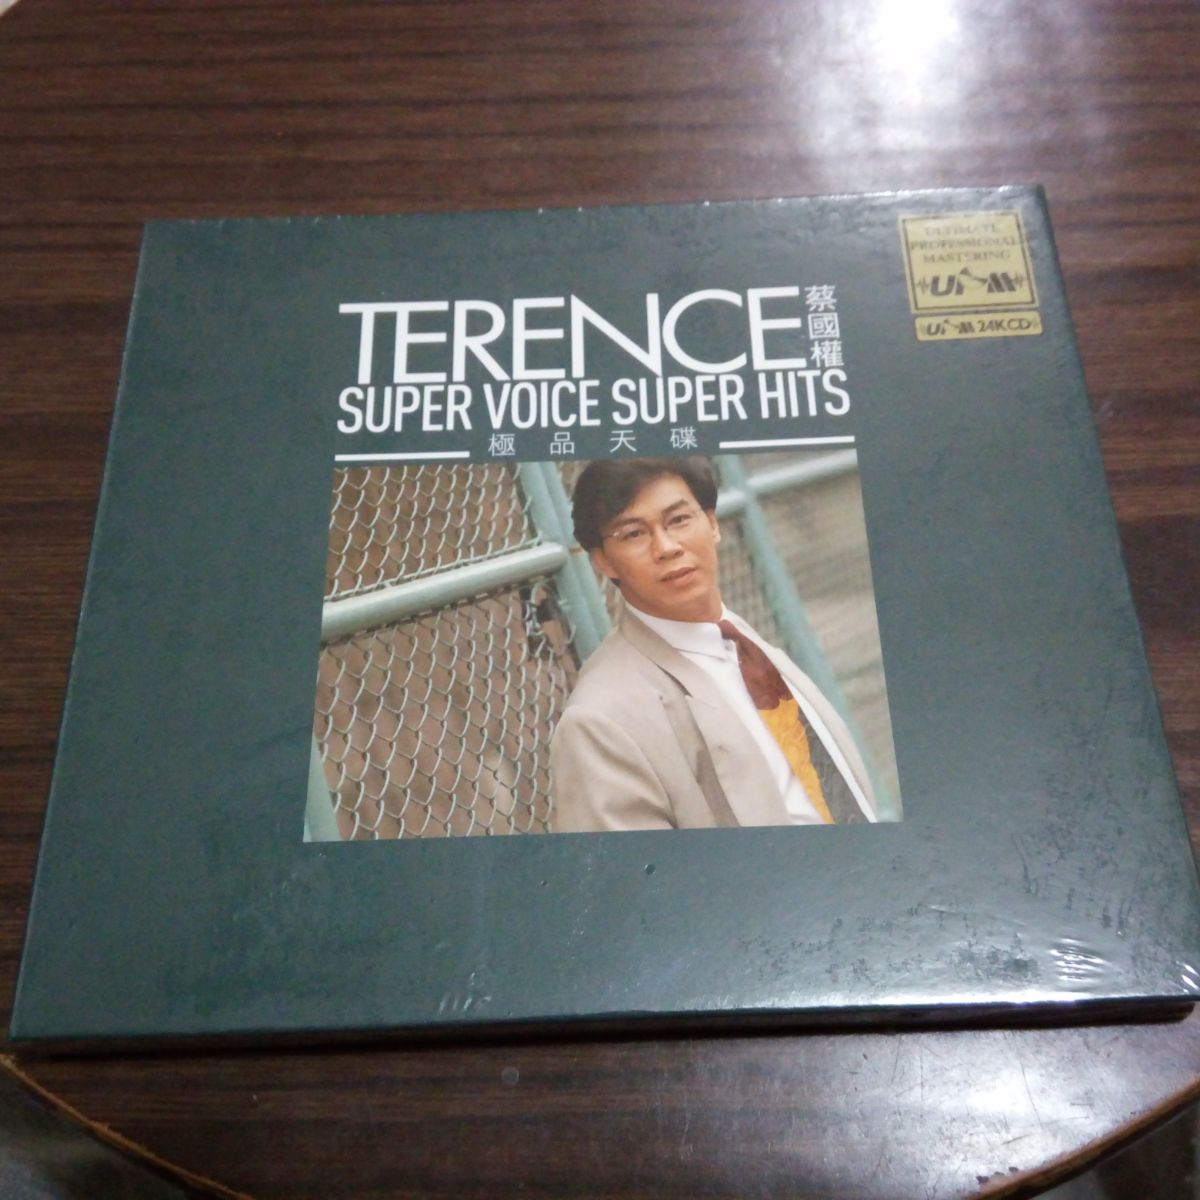 ULTIMATE
PROFESSIONAL
MASTERING
UPM
UPM 24K CD
TERENCE
蔡國權
SUPER VOICE SUPER HITS
極品天碟